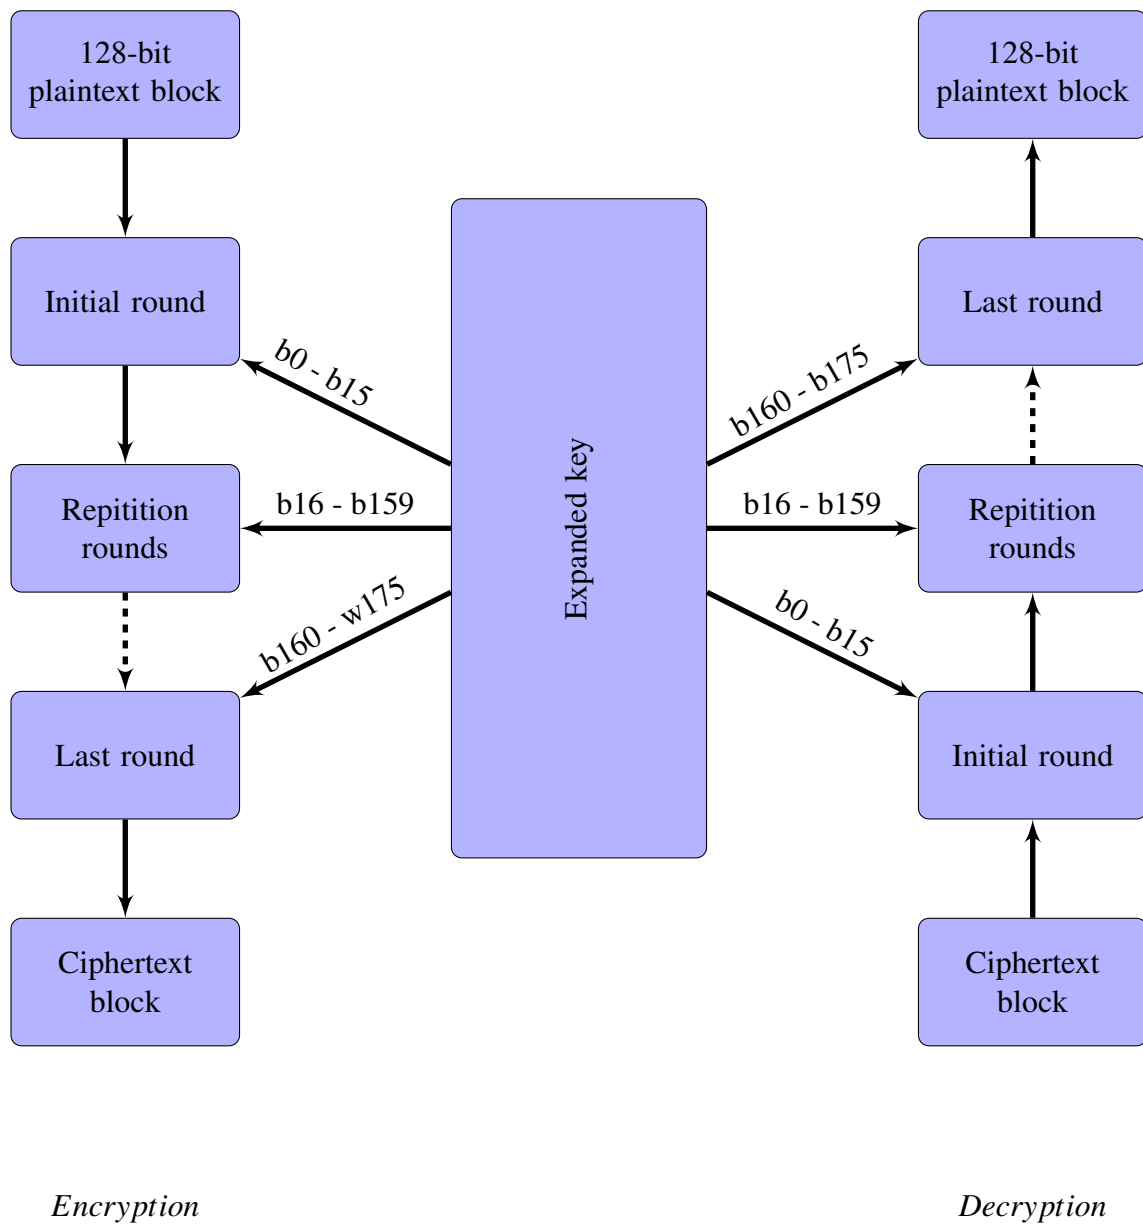 128-bit
plaintext block
128-bit
plaintext block
Initial round
Last round
b0 - b15
b160 - b175
Expanded key
Repitition
rounds
b16 - b159
b16 - b159
Repitition
rounds
b160 - w175
b0 - b15
Last round
Initial round
Ciphertext
block
Ciphertext
block
Encryption
Decryption